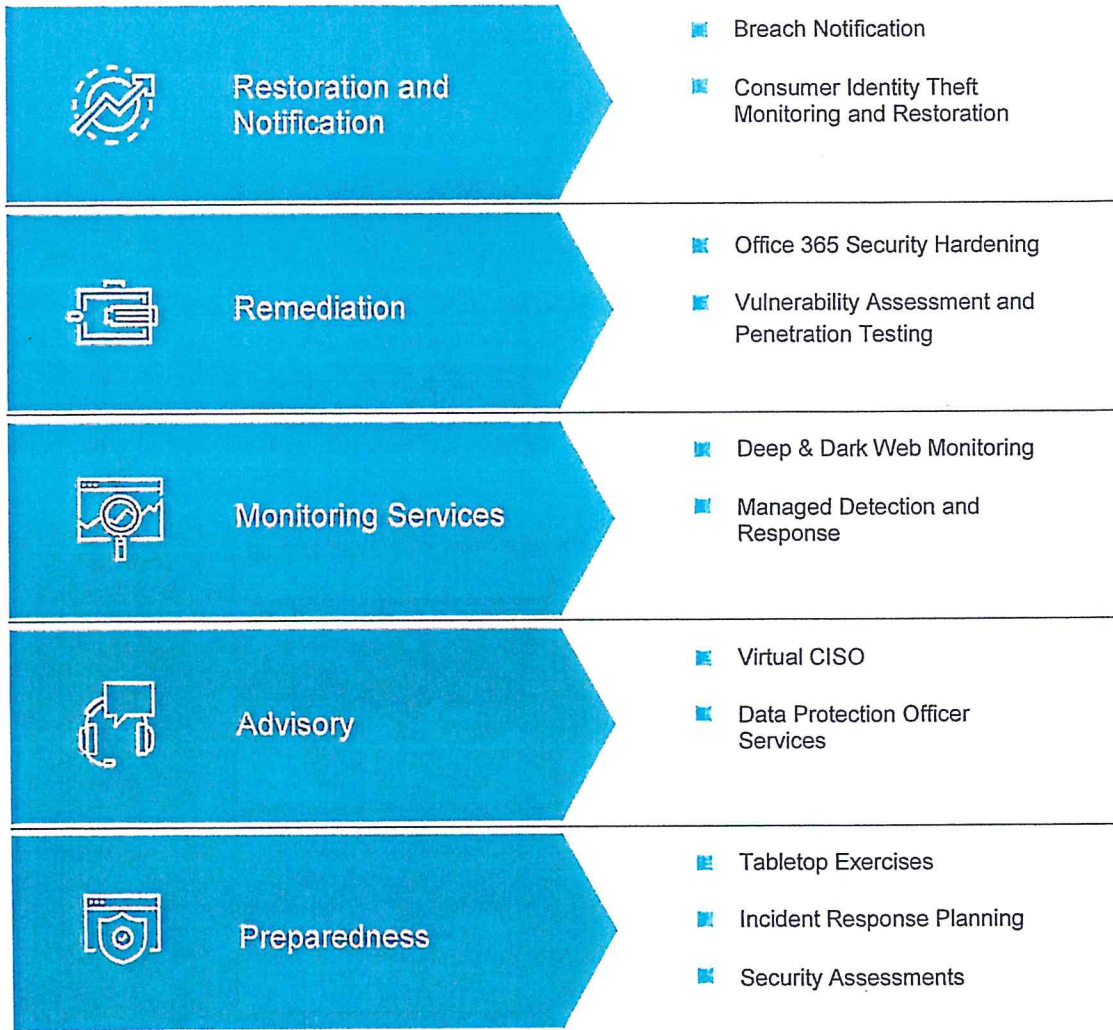 Restoration and
Notification
Breach Notification
Consumer Identity Theft
Monitoring and Restoration
Remediation
Office 365 Security Hardening
Vulnerability Assessment and
Penetration Testing
Monitoring Services
Deep & Dark Web Monitoring
Managed Detection and
Response
Advisory
Virtual CISO
Data Protection Officer
Services
Preparedness
Tabletop Exercises
Incident Response Planning
Security Assessments